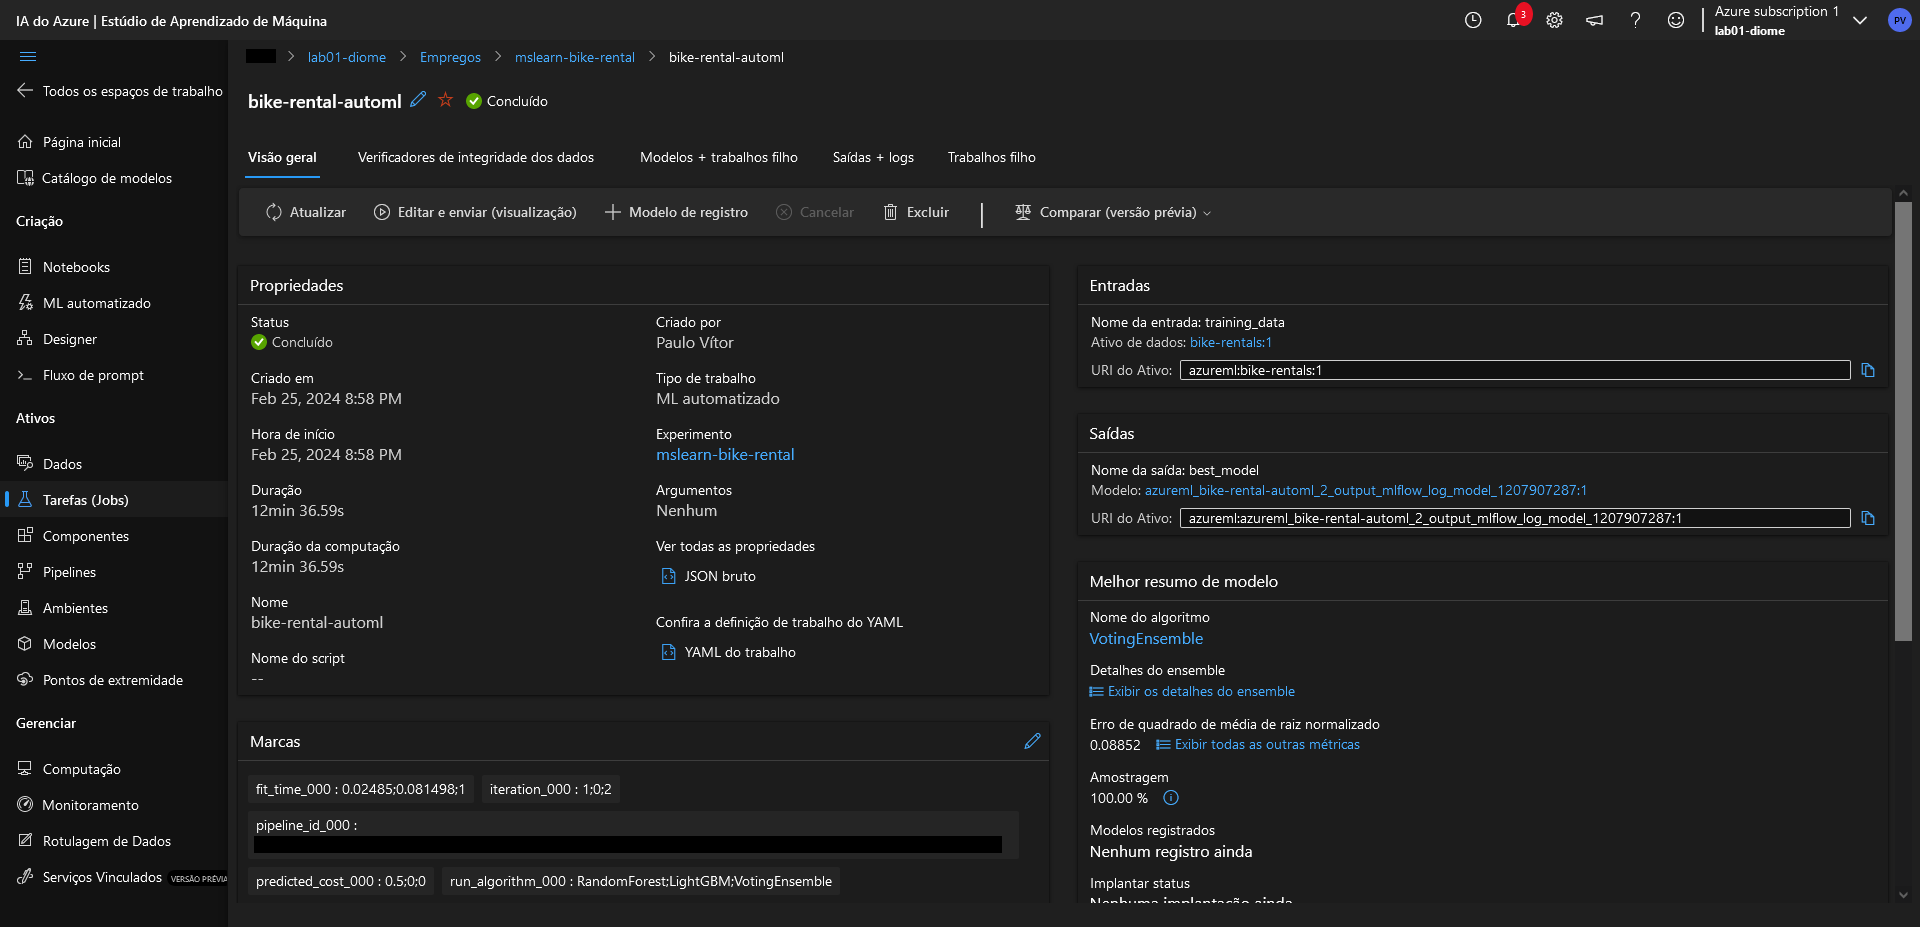 IA do Azure | Estúdio de Aprendizado de Máquina
3
Azure subscription 1
lab01-diome
PV
Todos os espaços de trabalho
Página inicial
Catálogo de modelos
Criação
Notebooks
ML automatizado
Designer
Fluxo de prompt
Ativos
Dados
Tarefas (Jobs)
Componentes
Pipelines
Ambientes
Modelos
Pontos de extremidade
Gerenciar
Computação
Monitoramento
Rotulagem de Dados
Serviços Vinculados VERSÃO PRÉVIA
lab01-diome > Empregos > mslearn-bike-rental > bike-rental-automl
bike-rental-automl Concluído
Visão geral Verificadores de integridade dos dados Modelos + trabalhos filho Saídas + logs Trabalhos filho
Atualizar Editar e enviar (visualização) Modelo de registro Cancelar Excluir Comparar (versão prévia)
Propriedades
Status
Concluído
Criado em
Feb 25, 2024 8:58 PM
Hora de início
Feb 25, 2024 8:58 PM
Duração
12min 36.59s
Duração da computação
12min 36.59s
Nome
bike-rental-automl
Nome do script
--
Criado por
Paulo Vítor
Tipo de trabalho
ML automatizado
Experimento
mslearn-bike-rental
Argumentos
Nenhum
Ver todas as propriedades
JSON bruto
Confira a definição de trabalho do YAML
YAML do trabalho
Marcas
fit_time_000 : 0.02485;0.081498;1 iteration_000 : 1;0;2
pipeline_id_000 :
predicted_cost_000 : 0.5;0;0 run_algorithm_000 : RandomForest;LightGBM;VotingEnsemble
Entradas
Nome da entrada: training_data
Ativo de dados: bike-rentals:1
URI do Ativo: azureml:bike-rentals:1
Saídas
Nome da saída: best_model
Modelo: azureml_bike-rental-automl_2_output_mlflow_log_model_1207907287:1
URI do Ativo: azureml:azureml_bike-rental-automl_2_output_mlflow_log_model_1207907287:1
Melhor resumo de modelo
Nome do algoritmo
VotingEnsemble
Detalhes do ensemble
Exibir os detalhes do ensemble
Erro de quadrado de média de raiz normalizado
0.08852 Exibir todas as outras métricas
Amostragem
100.00 %
Modelos registrados
Nenhum registro ainda
Implantar status
Nenhuma implantação ainda